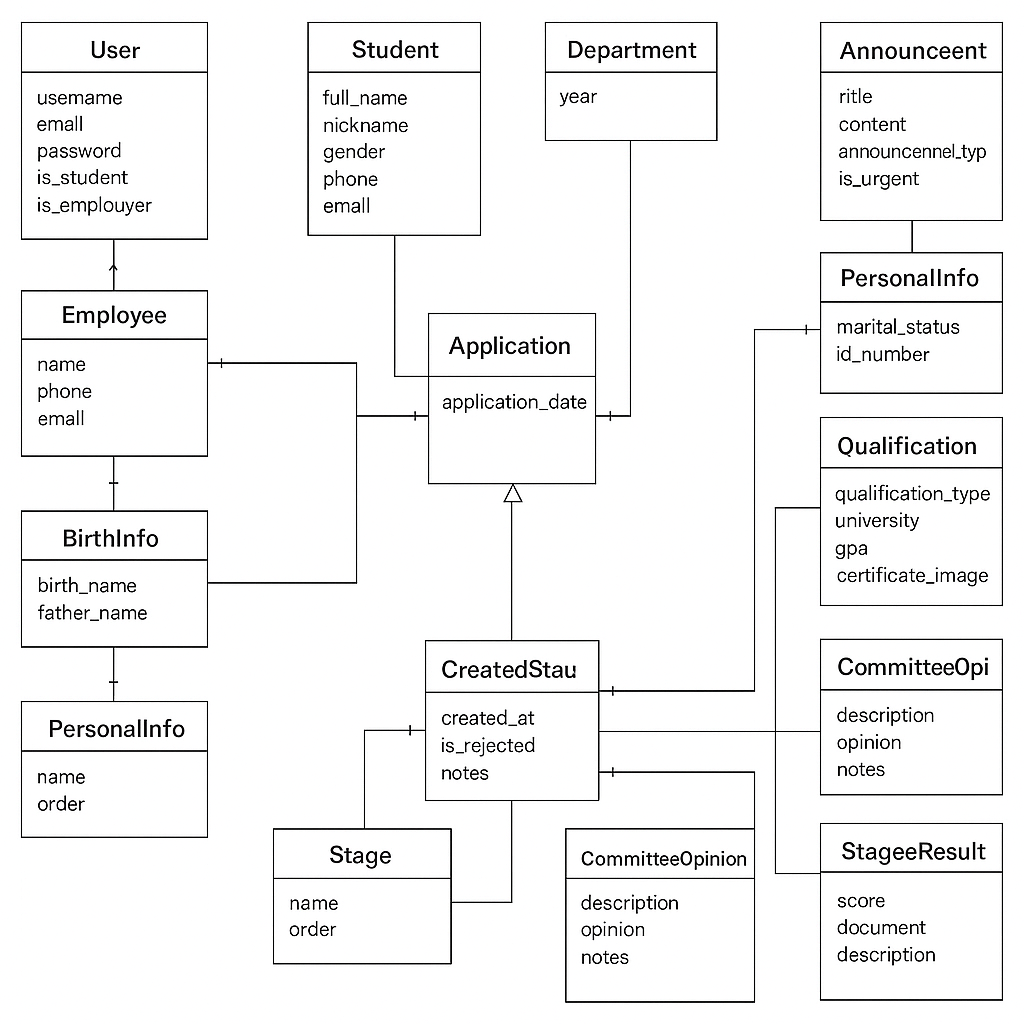 User
usemame
emall
password
is_student
is_emplouyer
Student
full_name
nickname
gender
phone
emall
Department
year
Announceent
ritle
content
announcennel_typ
is_urgent
Employee
name
phone
emall
Application
application_date
PersonalInfo
marital_status
id_number
Qualification
qualification_type
university
gpa
certificate_image
BirthInfo
birth_name
father_name
CreatedStau
created_at
is_rejected
notes
CommitteeOpi
description
opinion
notes
PersonalInfo
name
order
Stage
name
order
CommitteeOpinion
description
opinion
notes
StageeResult
score
document
description